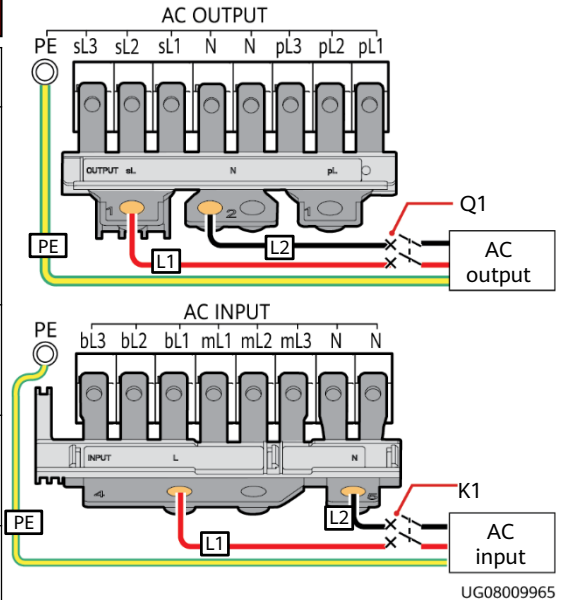 AC OUTPUT
PE sL3 sL2 sL1 N N pL3 pL2 pL1
OUTPUT sL N pL
1 2 1
Q1
PE
L2
L1
AC
output
AC INPUT
PE bL3 bL2 bL1 mL1 mL2 mL3 N N
INPUT L N
4 5
K1
PE
L2
L1
AC
input
UG08009965